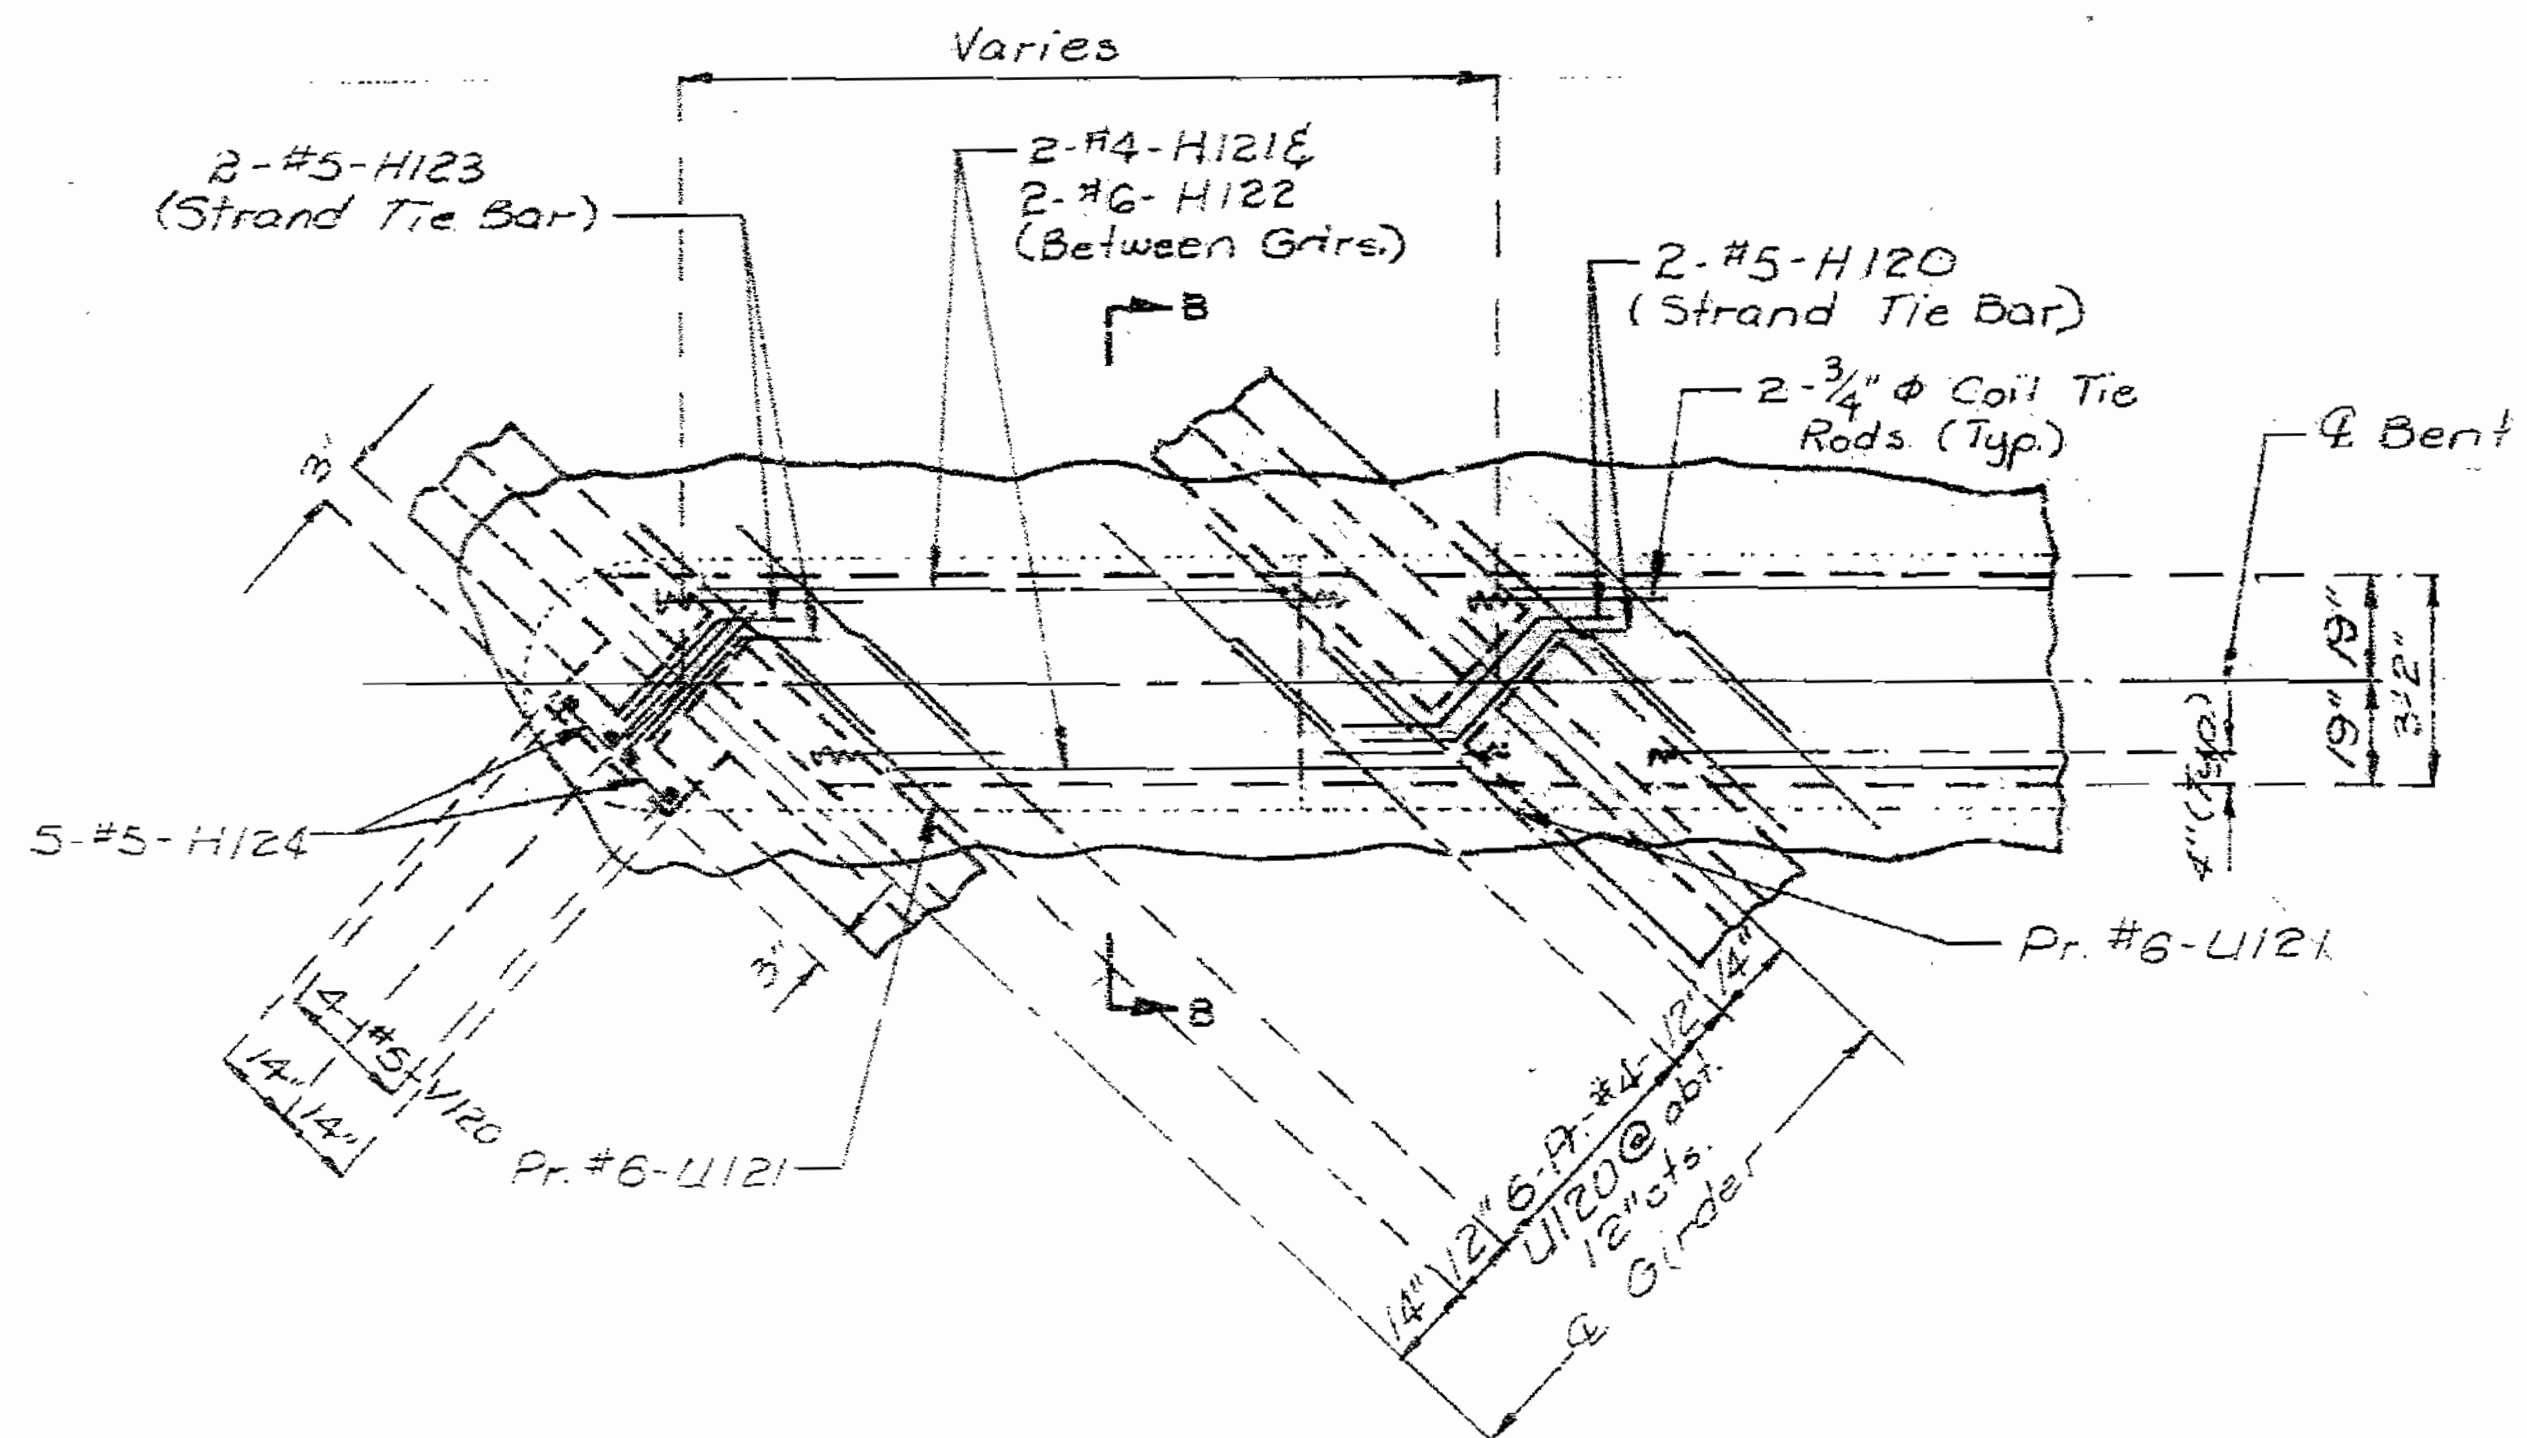 Varies
2-#5-H123
(Strand Tie Bar)
2-#4-H121 &
2-#6-H122
(Between Grirs.)
B
2-#5-H120
(Strand Tie Bar)
2-3/4" ϕ Coil Tie
Rods (Typ.)
℄ Bent
3"
19"
19"
3'-2"
4" (Typ.)
5-#5-H124
Pr. #6-U121
3"
B
4-#5-V120
14"
14"
Pr. #6-U121
14"
12"
6-Pr.-#4-
U120 @ abt.
12" cts.
12"
14"
℄ Girder